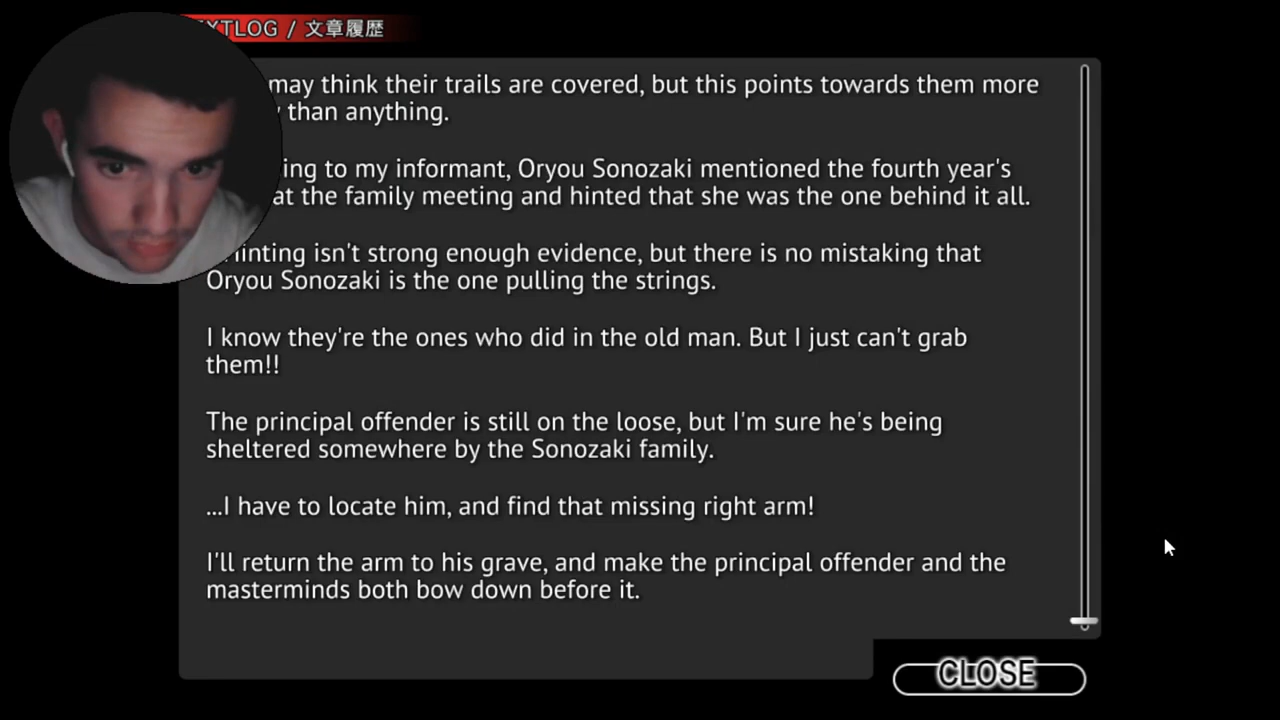 XTLOG / 文章履歴
may think their trails are covered, but this points towards them more
than anything.
ing to my informant, Oryou Sonozaki mentioned the fourth year's
at the family meeting and hinted that she was the one behind it all.
inting isn't strong enough evidence, but there is no mistaking that
Oryou Sonozaki is the one pulling the strings.
I know they're the ones who did in the old man. But I just can't grab
them!!
The principal offender is still on the loose, but I'm sure he's being
sheltered somewhere by the Sonozaki family.
...I have to locate him, and find that missing right arm!
I'll return the arm to his grave, and make the principal offender and the
masterminds both bow down before it.
CLOSE